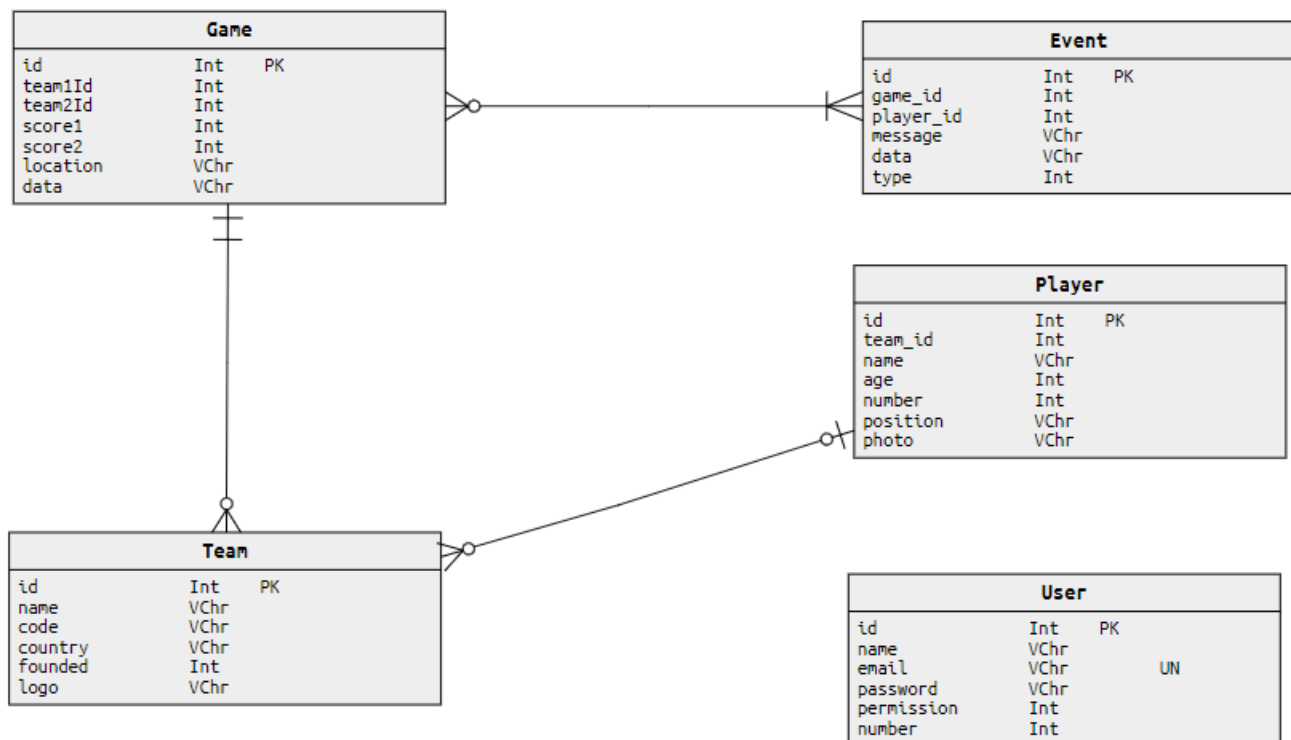 Game
id Int PK
team1Id Int
team2Id Int
score1 Int
score2 Int
location VChr
data VChr
Event
id Int PK
game_id Int
player_id Int
message VChr
data VChr
type Int
Player
id Int PK
team_id Int
name VChr
age Int
number Int
position VChr
photo VChr
Team
id Int PK
name VChr
code VChr
country VChr
founded Int
logo VChr
User
id Int PK
name VChr
email VChr UN
password VChr
permission Int
number Int